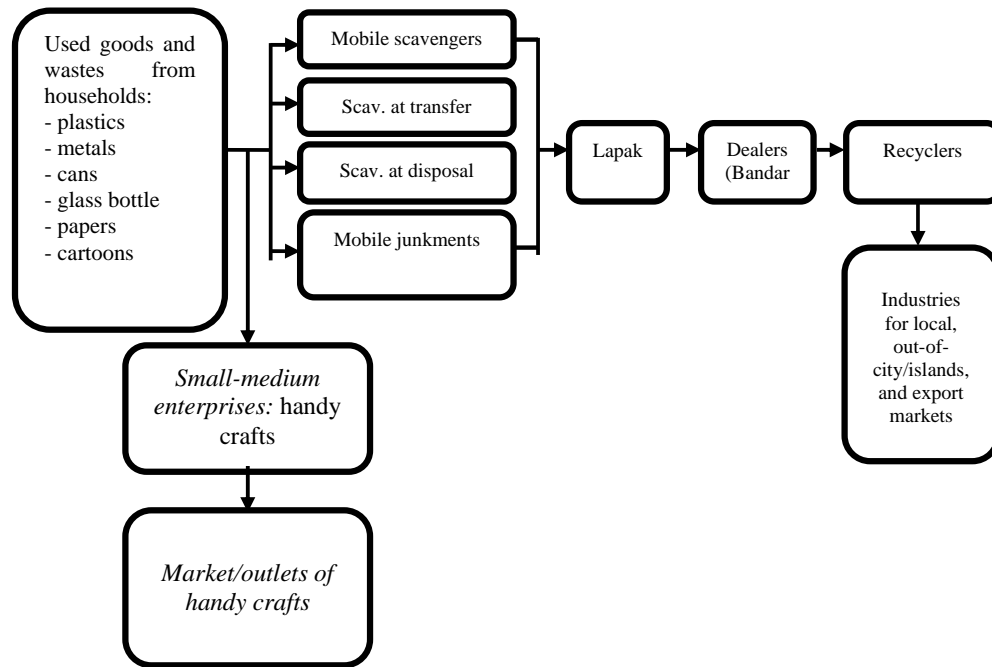 Used goods and
wastes from
households:
- plastics
- metals
- cans
- glass bottle
- papers
- cartoons
Mobile scavengers
Scav. at transfer
Scav. at disposal
Mobile junkments
Lapak
Dealers
(Bandar
Recyclers
Industries
for local,
out-of-
city/islands,
and export
markets
Small-medium
enterprises: handy
crafts
Market/outlets of
handy crafts